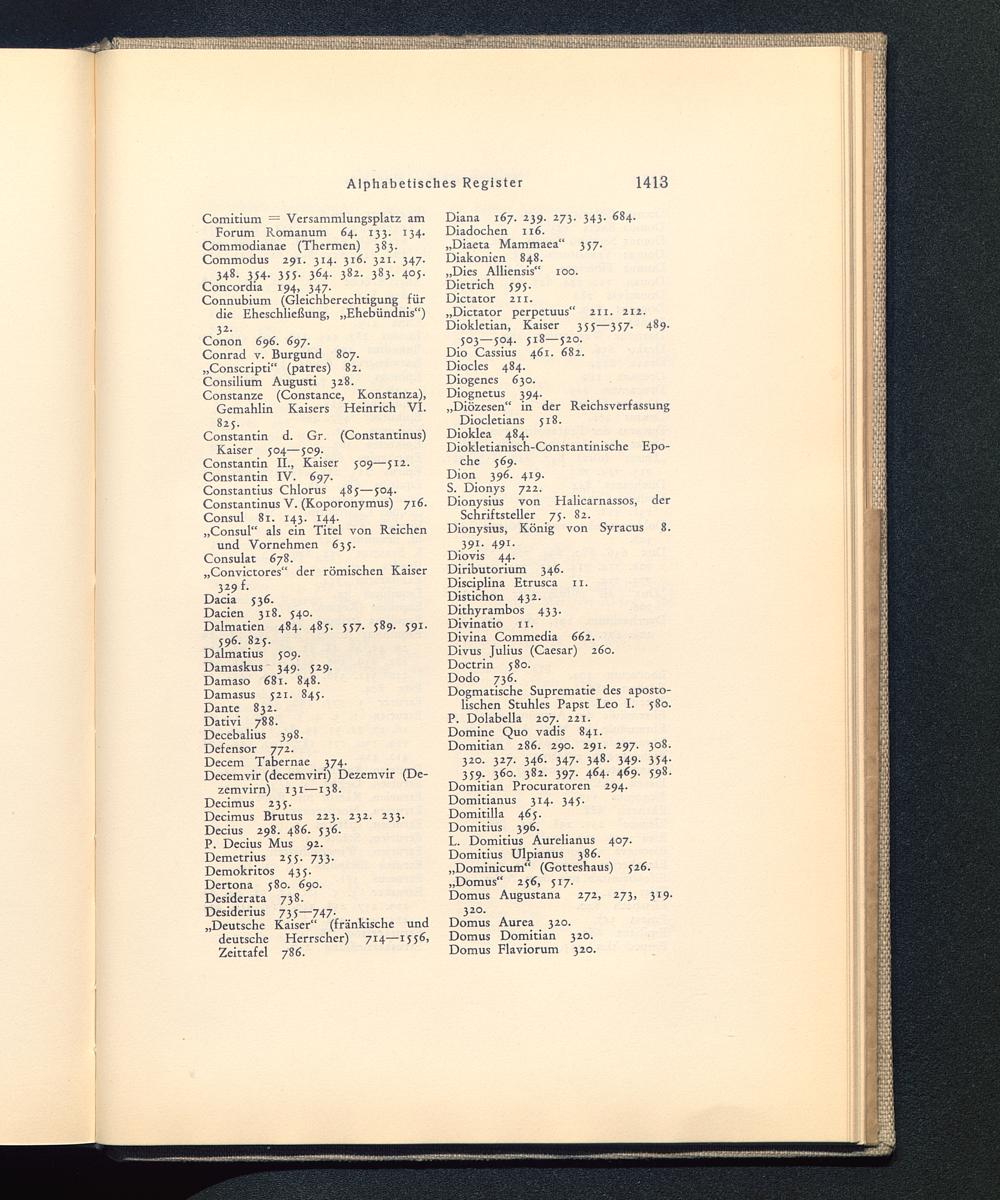 Alphabetisches Register 1413
Comitium = Versammlungsplatz am
Forum Romanum 64. 133. 134.
Commodianae (Thermen) 383.
Commodus 291. 314. 316. 321. 347.
348. 354. 355. 364. 382. 383. 405.
Concordia 194, 347.
Connubium (Gleichberechtigung für
die Eheschließung, „Ehebündnis“)
32.
Conon 696. 697.
Conrad v. Burgund 807.
„Conscripti“ (patres) 82.
Consilium Augusti 328.
Constanze (Constance, Konstanza),
Gemahlin Kaisers Heinrich VI.
825.
Constantin d. Gr. (Constantinus)
Kaiser 504—509.
Constantin II., Kaiser 509—512.
Constantin IV. 697.
Constantius Chlorus 485—504.
Constantinus V. (Koporonymus) 716.
Consul 81. 143. 144.
„Consul“ als ein Titel von Reichen
und Vornehmen 635.
Consulat 678.
„Convictores“ der römischen Kaiser
329 f.
Dacia 536.
Dacien 318. 540.
Dalmatien 484. 485. 557. 589. 591.
596. 825.
Dalmatius 509.
Damaskus 349. 529.
Damaso 681. 848.
Damasus 521. 845.
Dante 832.
Dativi 788.
Decebalius 398.
Defensor 772.
Decem Tabernae 374.
Decemvir (decemviri) Dezemvir (De-
zemvirn) 131—138.
Decimus 235.
Decimus Brutus 223. 232. 233.
Decius 298. 486. 536.
P. Decius Mus 92.
Demetrius 255. 733.
Demokritos 435.
Dertona 580. 690.
Desiderata 738.
Desiderius 735—747.
„Deutsche Kaiser“ (fränkische und
deutsche Herrscher) 714—1556,
Zeittafel 786.
Diana 167. 239. 273. 343. 684.
Diadochen 116.
„Diaeta Mammaea“ 357.
Diakonien 848.
„Dies Alliensis“ 100.
Dietrich 595.
Dictator 211.
„Dictator perpetuus“ 211. 212.
Diokletian, Kaiser 355—357. 489.
503—504. 518—520.
Dio Cassius 461. 682.
Diocles 484.
Diogenes 630.
Diognetus 394.
„Diözesen“ in der Reichsverfassung
Diocletians 518.
Dioklea 484.
Diokletianisch-Constantinische Epo-
che 569.
Dion 396. 419.
S. Dionys 722.
Dionysius von Halicarnassos, der
Schriftsteller 75. 82.
Dionysius, König von Syracus 8.
391. 491.
Diovis 44.
Diributorium 346.
Disciplina Etrusca 11.
Distichon 432.
Dithyrambos 433.
Divinatio 11.
Divina Commedia 662.
Divus Julius (Caesar) 260.
Doctrin 580.
Dodo 736.
Dogmatische Suprematie des aposto-
lischen Stuhles Papst Leo I. 580.
P. Dolabella 207. 221.
Domine Quo vadis 841.
Domitian 286. 290. 291. 297. 308.
320. 327. 346. 347. 348. 349. 354.
359. 360. 382. 397. 464. 469. 598.
Domitian Procuratoren 294.
Domitianus 314. 345.
Domitilla 465.
Domitius 396.
L. Domitius Aurelianus 407.
Domitius Ulpianus 386.
„Dominicum“ (Gotteshaus) 526.
„Domus“ 256, 517.
Domus Augustana 272, 273, 319.
320.
Domus Aurea 320.
Domus Domitian 320.
Domus Flaviorum 320.